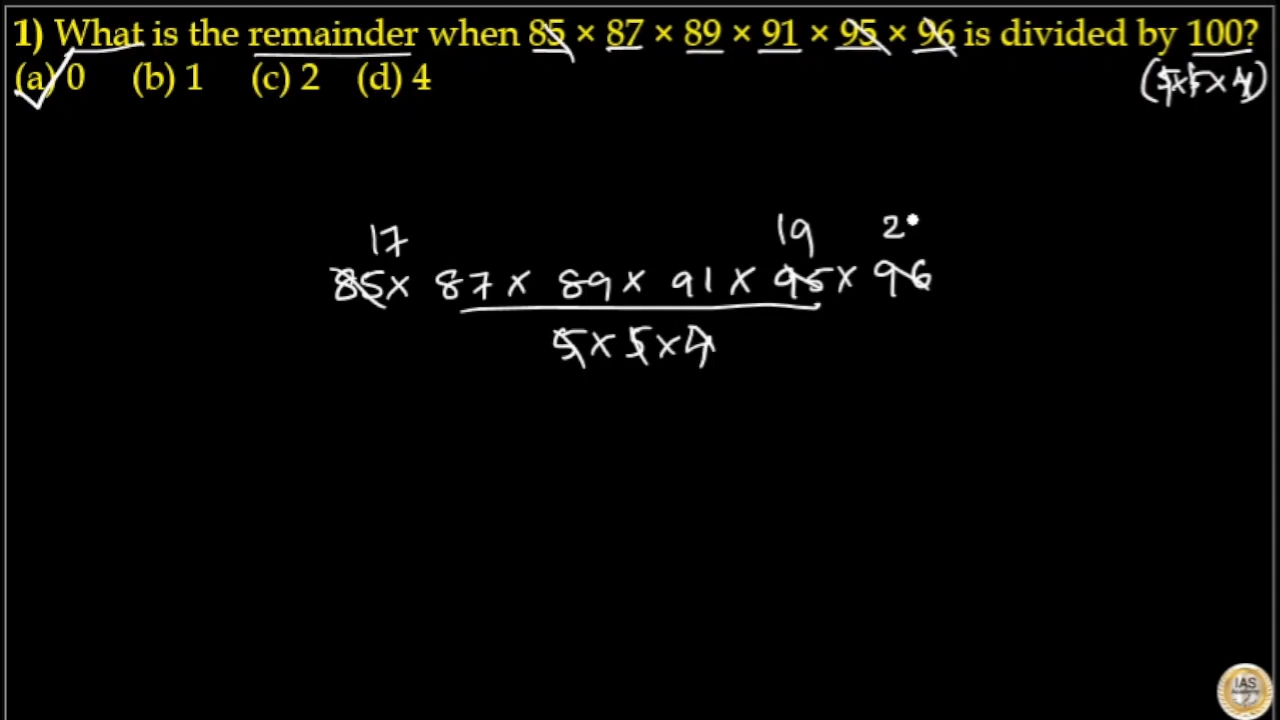 1) What is the remainder when 85 × 87 × 89 × 91 × 95 × 96 is divided by 100?
(a) 0 (b) 1 (c) 2 (d) 4
(5×5×4)
17 19 2
85× 87 × 89 × 91 × 95 × 96
5 × 5 × 4
IAS